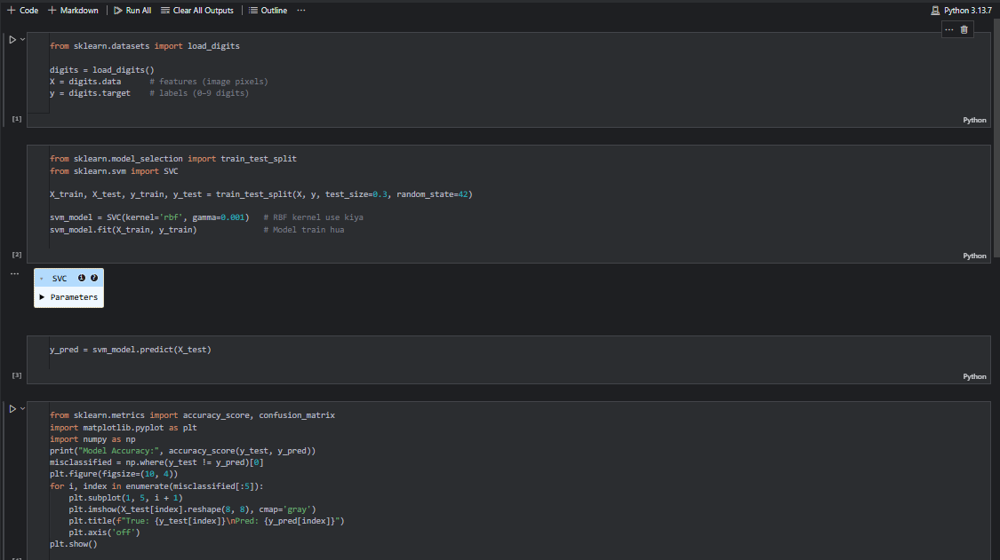 + Code + Markdown | Run All Clear All Outputs | Outline ... Python 3.13.7
...
from sklearn.datasets import load_digits
digits = load_digits()
X = digits.data # features (image pixels)
y = digits.target # labels (0-9 digits)
[1]
Python
from sklearn.model_selection import train_test_split
from sklearn.svm import SVC
X_train, X_test, y_train, y_test = train_test_split(X, y, test_size=0.3, random_state=42)
svm_model = SVC(kernel='rbf', gamma=0.001) # RBF kernel use kiya
svm_model.fit(X_train, y_train) # Model train hua
[2]
Python
...
SVC i ?
Parameters
y_pred = svm_model.predict(X_test)
[3]
Python
from sklearn.metrics import accuracy_score, confusion_matrix
import matplotlib.pyplot as plt
import numpy as np
print("Model Accuracy:", accuracy_score(y_test, y_pred))
misclassified = np.where(y_test != y_pred)[0]
plt.figure(figsize=(10, 4))
for i, index in enumerate(misclassified[:5]):
plt.subplot(1, 5, i + 1)
plt.imshow(X_test[index].reshape(8, 8), cmap='gray')
plt.title(f"True: {y_test[index]}\nPred: {y_pred[index]}")
plt.axis('off')
plt.show()